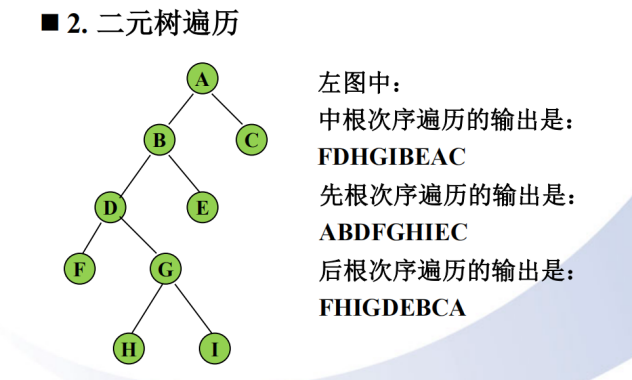 ■ 2. 二元树遍历
A
B
C
D
E
F
G
H
I
左图中：
中根次序遍历的输出是：
FDHGIBEAC
先根次序遍历的输出是：
ABDFGHIEC
后根次序遍历的输出是：
FHIGDEBCA